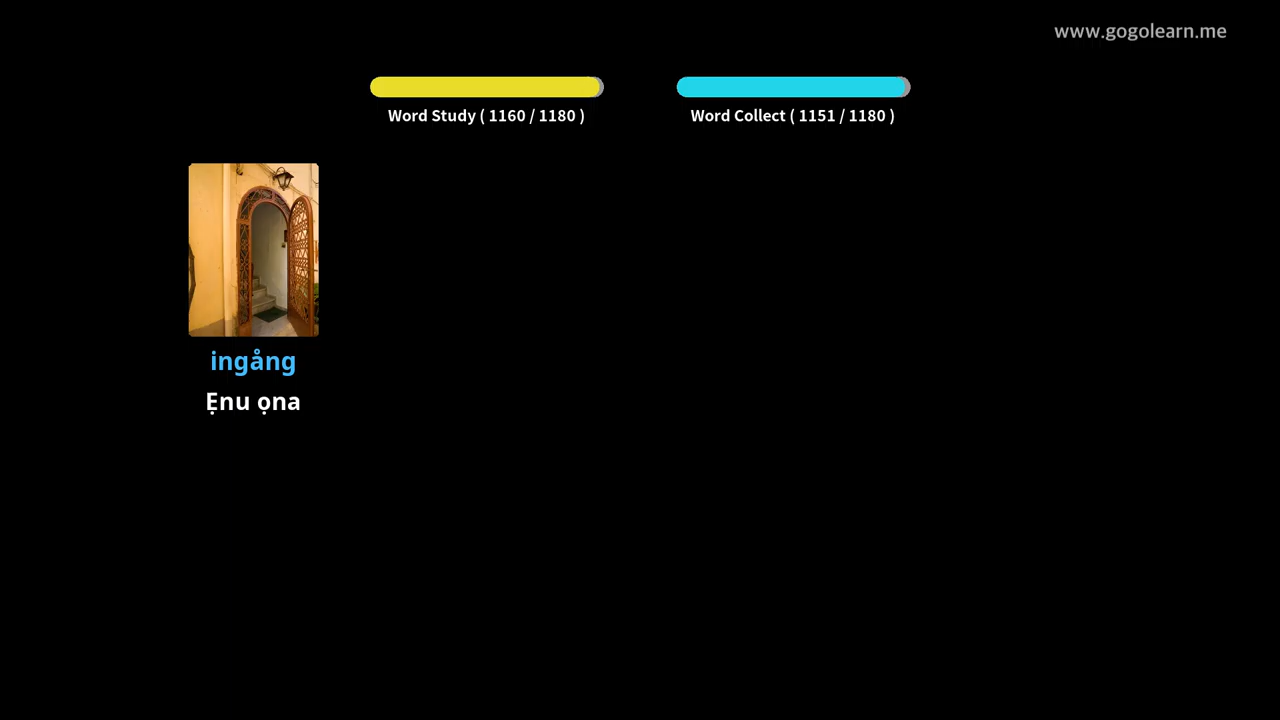 www.gogolearn.me
Word Study ( 1160 / 1180 )
Word Collect ( 1151 / 1180 )
ingång
Ẹnu ọna